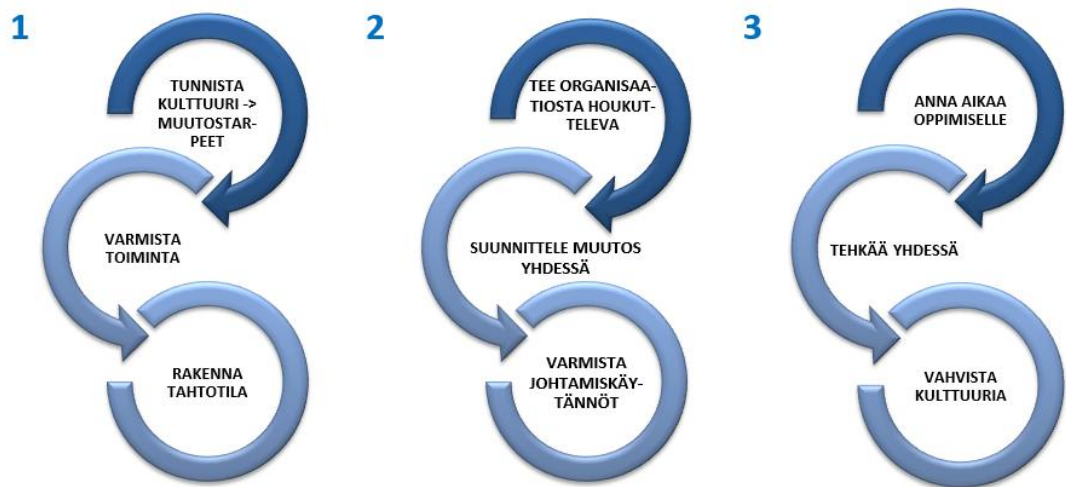 1
TUNNISTA
KULTTUURI ->
MUUTOSTAR-
PEET
VARMISTA
TOIMINTA
RAKENNA
TAHTOTILA
2
TEE ORGANISAA-
TIOSTA HOUKUT-
TELEVA
SUUNNITTELE MUUTOS
YHDESSÄ
VARMISTA
JOHTAMISKÄY-
TÄNNÖT
3
ANNA AIKAA
OPPIMISELLE
TEHKÄÄ YHDESSÄ
VAHVISTA
KULTTUURIA